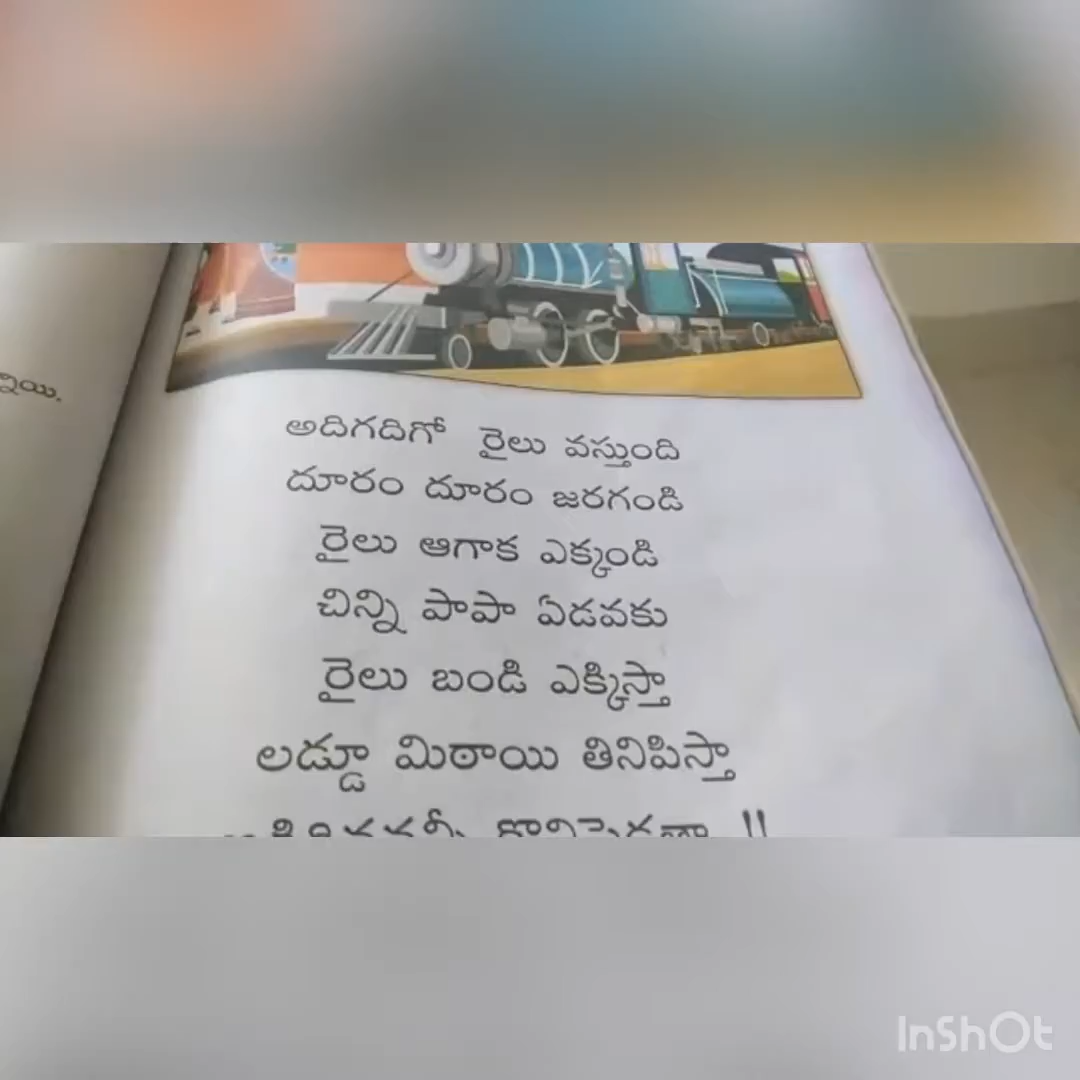 అదిగదిగో రైలు వస్తుంది
దూరం దూరం జరగండి
రైలు ఆగాక ఎక్కండి
చిన్ని పాపా ఏడవకు
రైలు బండి ఎక్కిస్తా
లడ్డూ మిఠాయి తినిపిస్తా
InShOt